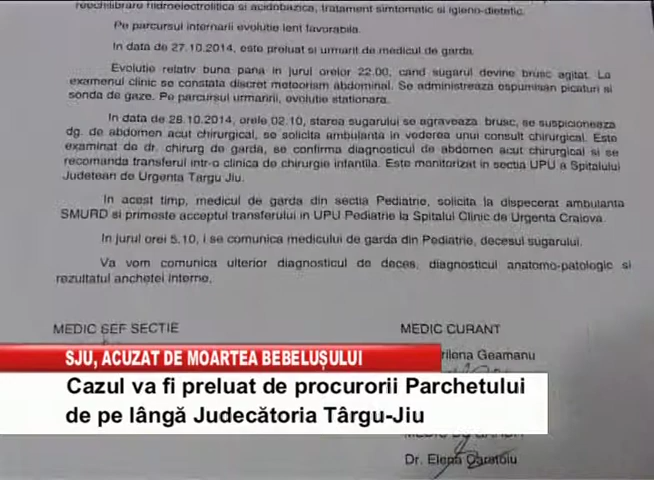 reechilibrare hidroelectrolitica si acidobazica, tratament simtomatic si igieno-dietetic.
Pe parcursul internarii evolutie lent favorabila.
In data de 27.10.2014, este preluat si urmarit de medicul de garda.
Evolutie relativ buna pana in jurul orelor 22.00, cand sugarul devine brusc agitat. La
examenul clinic se constata discret meteorism abdominal. Se administreaza espumisan picaturi si
sonda de gaze. Pe parcursul urmaririi, evolutie stationara.
In data de 28.10.2014, orele 02.10, starea sugarului se agraveaza brusc, se suspicioneaza
dg. de abdomen acut chirurgical, se solicita ambulanta in vederea unui consult chirurgical. Este
examinat de dr. chirurg de garda, se confirma diagnosticul de abdomen acut chirurgical si se
recomanda transferul intr-o clinica de chirurgie infantila. Este monitorizat in sectia UPU a Spitalului
Judetean de Urgenta Targu Jiu.
In acest timp, medicul de garda din sectia Pediatrie, solicita la dispecerat ambulanta
SMURD si primeste acceptul transferului in UPU Pediatrie la Spitalul Clinic de Urgenta Craiova.
In jurul orei 5.10, i se comunica medicului de garda din Pediatrie, decesul sugarului.
Va vom comunica ulterior diagnosticul de deces, diagnosticul anatomo-patologic si
rezultatul anchetei interne.
MEDIC SEF SECTIE
MEDIC CURANT
Geamanu
SJU, ACUZAT DE MOARTEA BEBELUȘULUI
Cazul va fi preluat de procurorii Parchetului
de pe lângă Judecătoria Târgu-Jiu
Dr. Elena